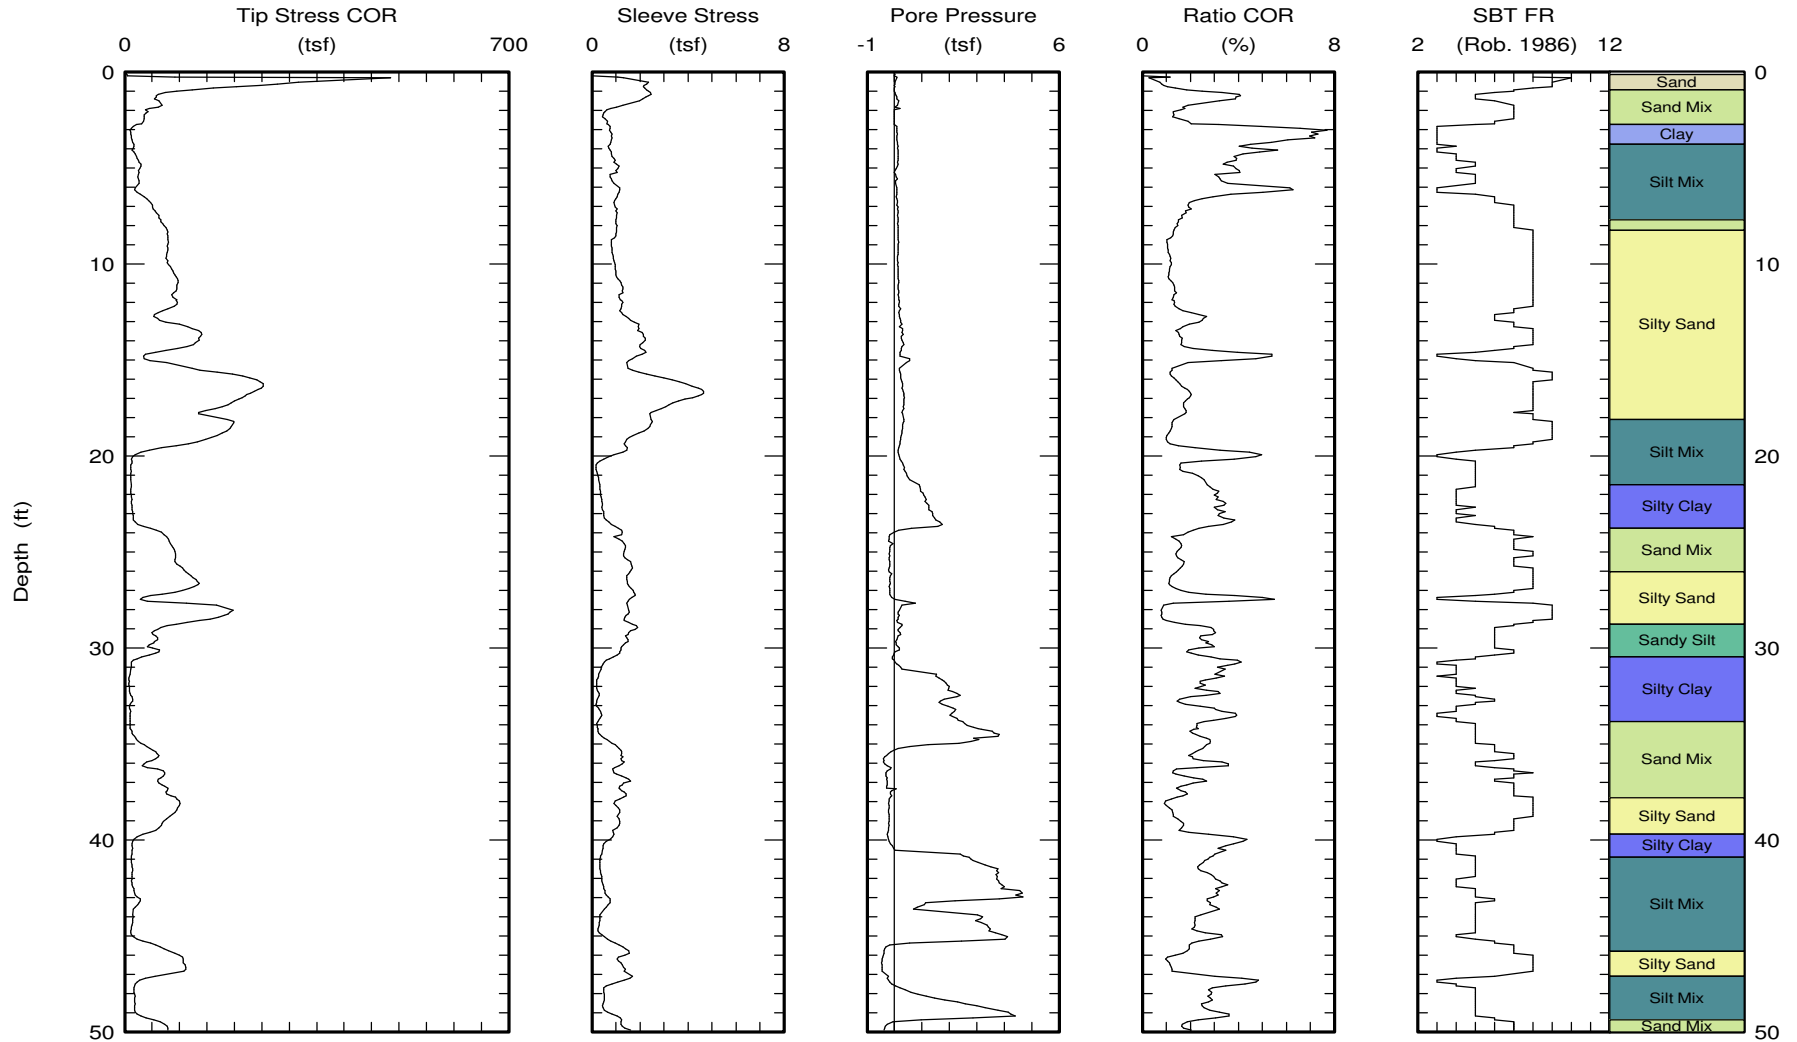 Tip Stress COR Sleeve Stress Pore Pressure Ratio COR SBT FR
0 (tsf) 700 0 (tsf) 8 -1 (tsf) 6 0 (%) 8 2 (Rob. 1986) 12
0 0
Sand
Sand Mix
Clay
Silt Mix
10 10
Silty Sand
Silt Mix
20 20
Silty Clay
Depth (ft)
Sand Mix
Silty Sand
Sandy Silt
30 30
Silty Clay
Sand Mix
Silty Sand
40 40
Silty Clay
Silt Mix
Silty Sand
Silt Mix
Sand Mix
50 50